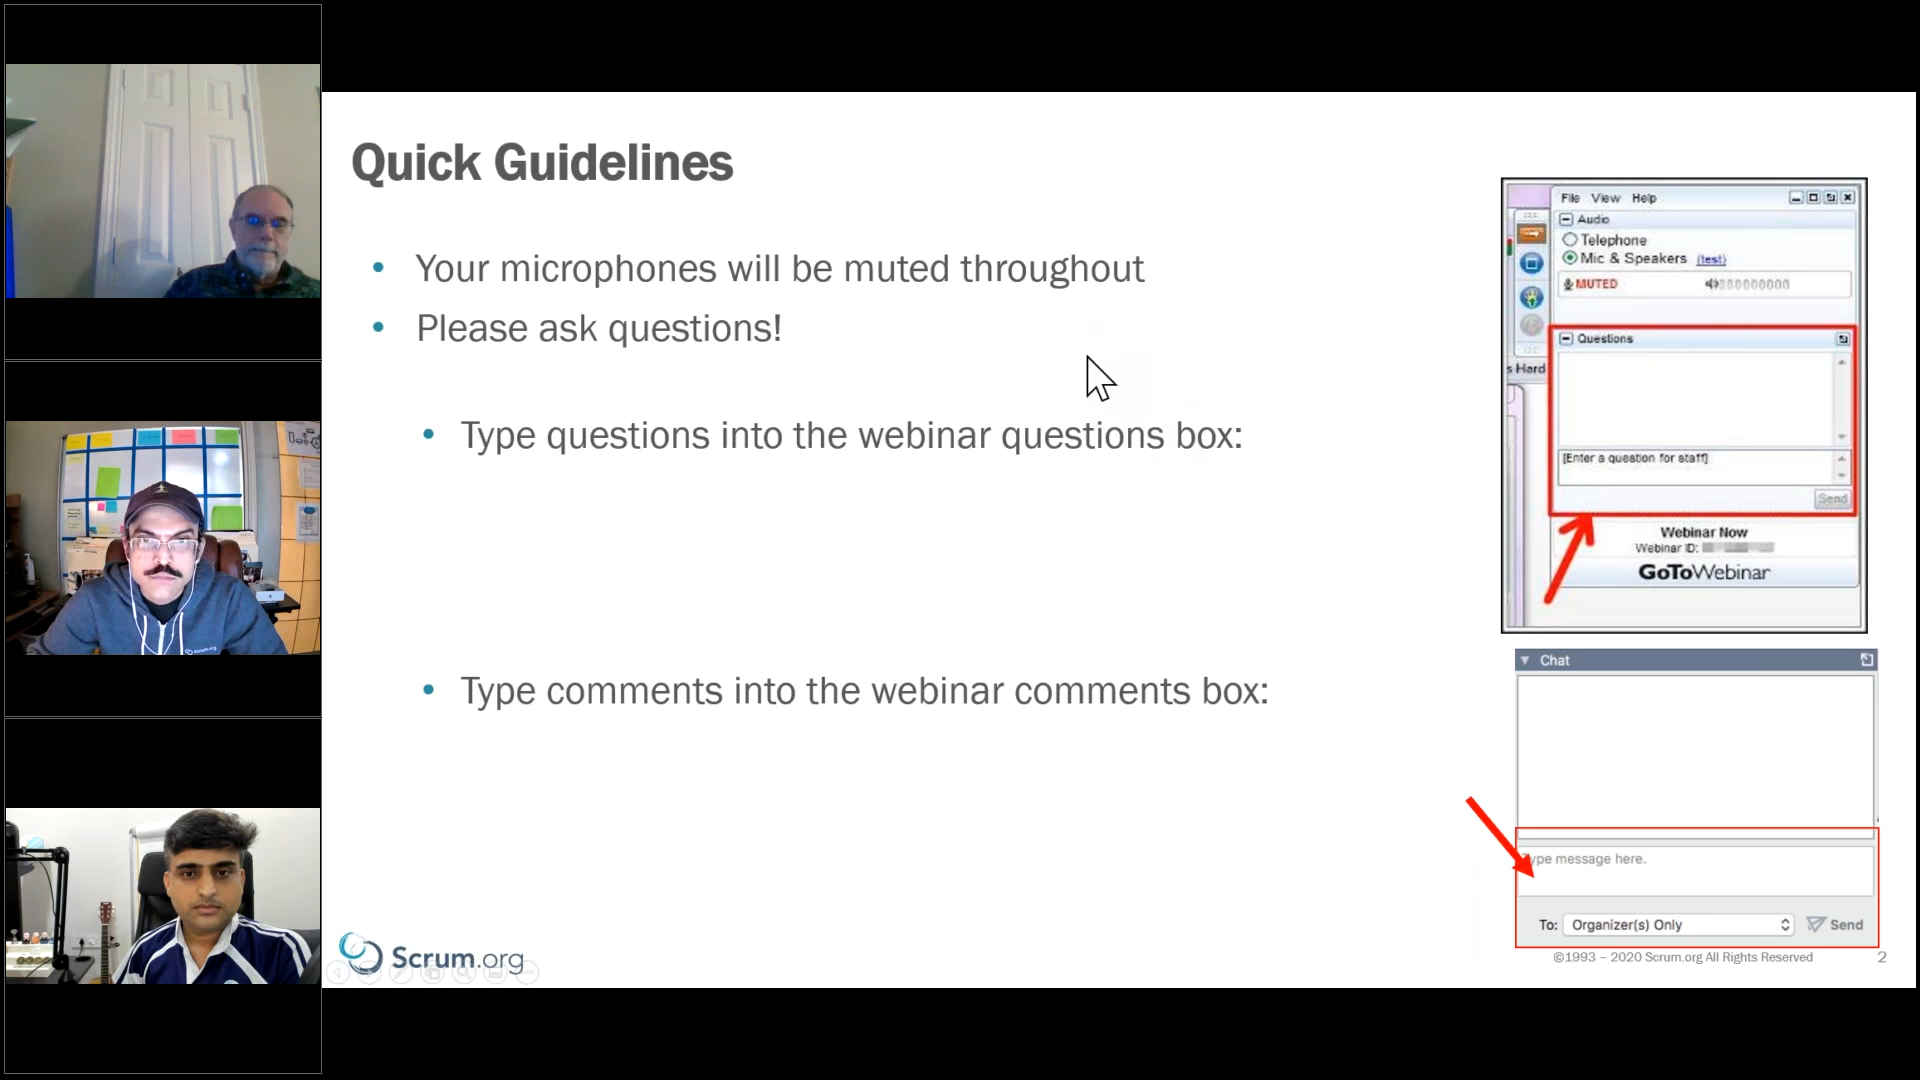 Quick Guidelines
• Your microphones will be muted throughout
• Please ask questions!
• Type questions into the webinar questions box:
• Type comments into the webinar comments box:
File View Help
Audio
Telephone
Mic & Speakers (test)
MUTED
Questions
s Hard
[Enter a question for staff]
Send
Webinar Now
Webinar ID:
GoToWebinar
Chat
Type message here.
To: Organizer(s) Only
Send
Scrum.org
©1993 – 2020 Scrum.org All Rights Reserved
2
Scrum.org